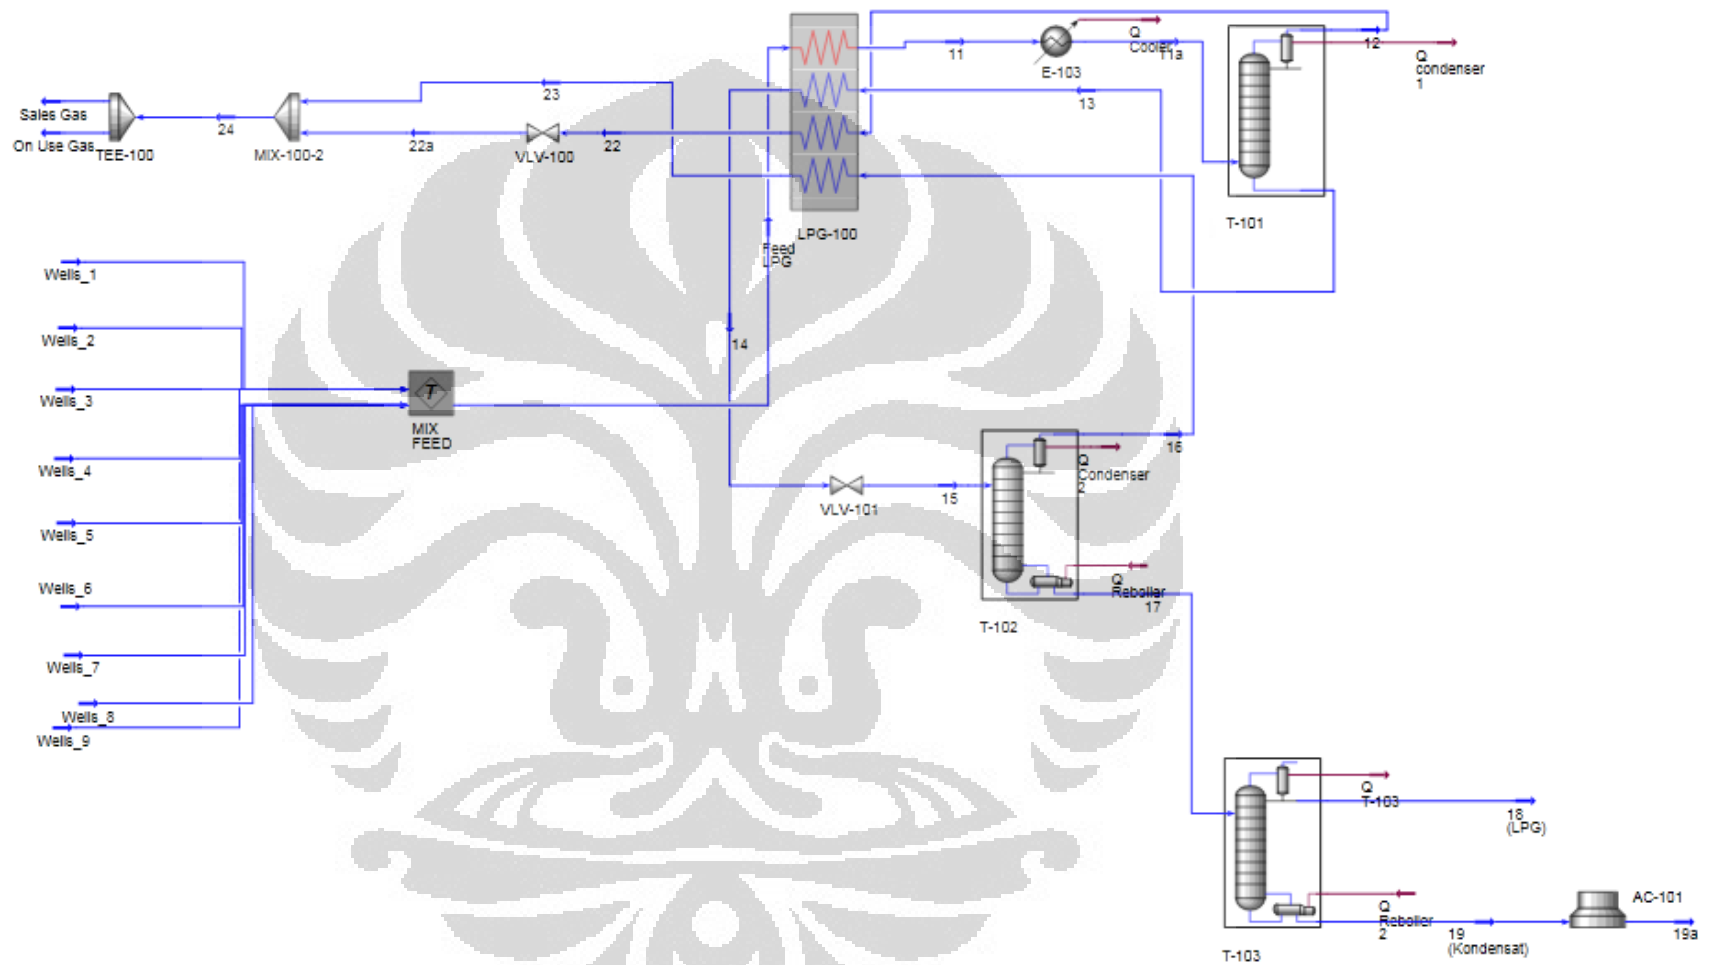 11
Q
Cooler
11a
E-103
12
Q
condenser
1
T-101
13
23
Sales Gas
On Use Gas
TEE-100
24
MIX-100-2
22a
VLV-100
22
LPG-100
Feed
LPG
Wells_1
Wells_2
Wells_3
Wells_4
Wells_5
Wells_6
Wells_7
Wells_8
Wells_9
T
MIX
FEED
14
VLV-101
15
16
Q
Condenser
2
Q
Reboiler
17
T-102
Q
T-103
18
(LPG)
Q
Reboiler
2
19
(Kondensat)
AC-101
19a
T-103